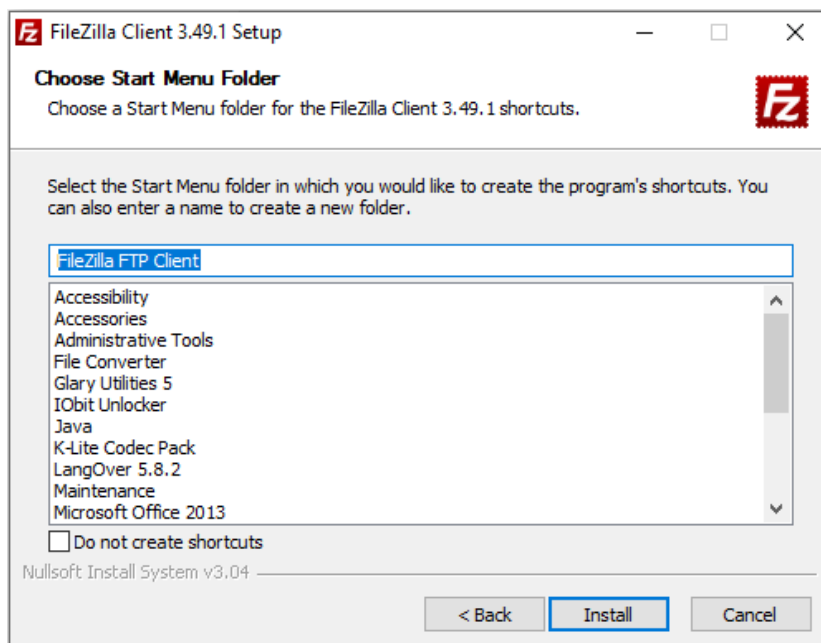 FileZilla Client 3.49.1 Setup
Choose Start Menu Folder
Choose a Start Menu folder for the FileZilla Client 3.49.1 shortcuts.
Select the Start Menu folder in which you would like to create the program's shortcuts. You
can also enter a name to create a new folder.
FileZilla FTP Client
Accessibility
Accessories
Administrative Tools
File Converter
Glary Utilities 5
IObit Unlocker
Java
K-Lite Codec Pack
LangOver 5.8.2
Maintenance
Microsoft Office 2013
Do not create shortcuts
Nullsoft Install System v3.04
< Back Install Cancel